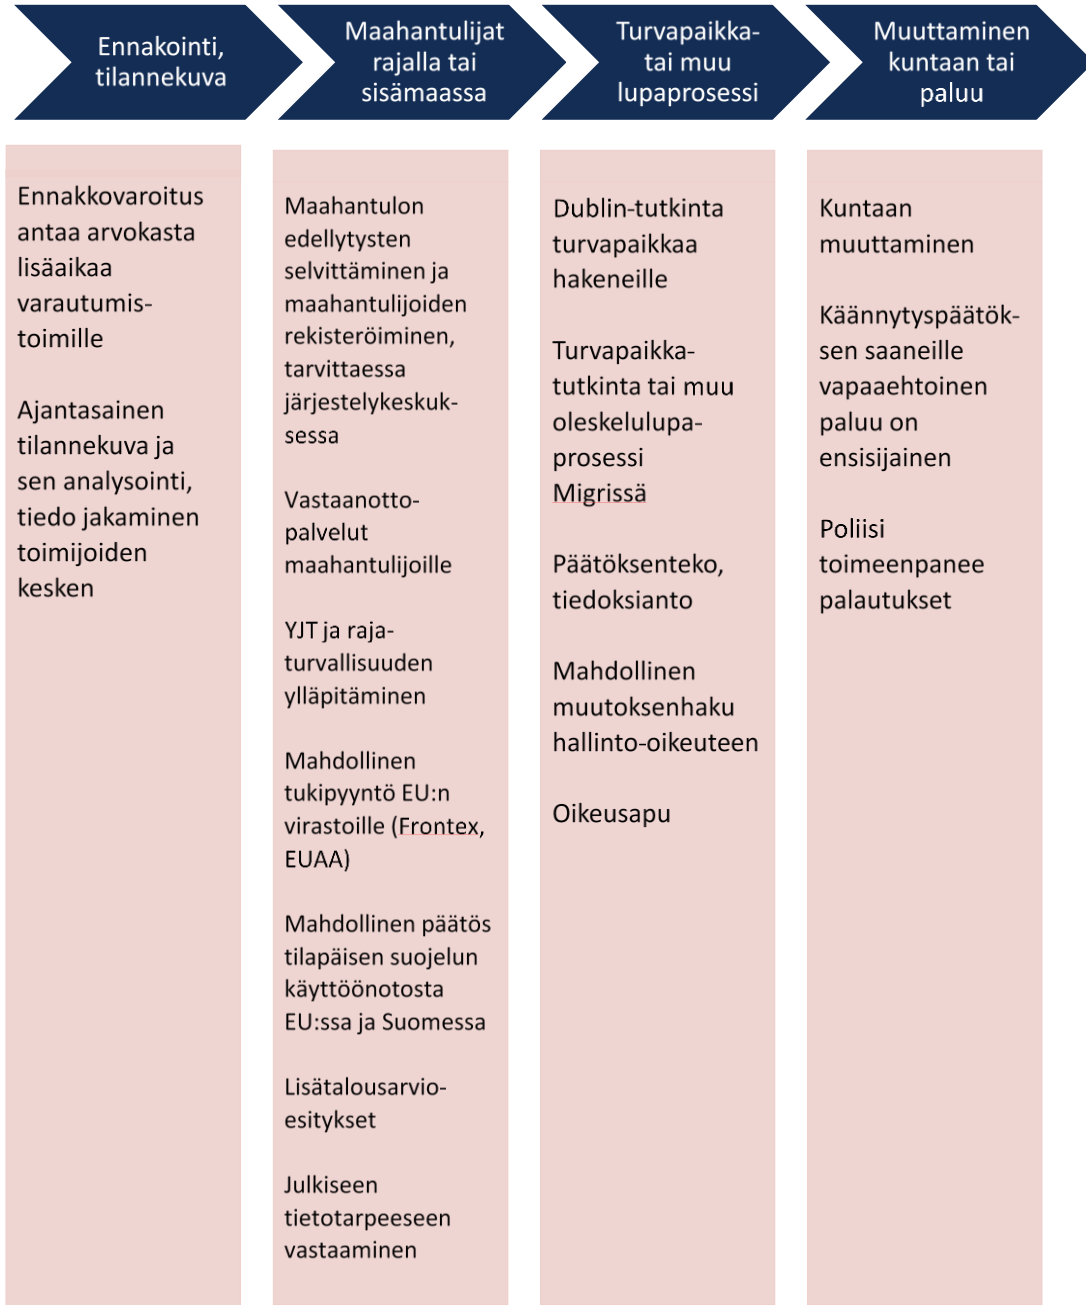 Ennakointi,
tilannekuva
Maahantulijat
rajalla tai
sisämaassa
Turvapaikka-
tai muu
lupaprosessi
Muuttaminen
kuntaan tai
paluu
Ennakkovaroitus
antaa arvokasta
lisäaikaa
varautumis-
toimille
Ajantasainen
tilannekuva ja
sen analysointi,
tiedo jakaminen
toimijoiden
kesken
Maahantulon
edellytysten
selvittäminen ja
maahantulijoiden
rekisteröiminen,
tarvittaessa
järjestelykeskuk-
sessa
Vastaanotto-
palvelut
maahantulijoille
YJT ja raja-
turvallisuuden
ylläpitäminen
Mahdollinen
tukipyyntö EU:n
virastoille (Frontex,
EUAA)
Mahdollinen päätös
tilapäisen suojelun
käyttöönotosta
EU:ssa ja Suomessa
Lisätalousarvio-
esitykset
Julkiseen
tietotarpeeseen
vastaaminen
Dublin-tutkinta
turvapaikkaa
hakeneille
Turvapaikka-
tutkinta tai muu
oleskelulupa-
prosessi
Migrissä
Päätöksenteko,
tiedoksianto
Mahdollinen
muutoksenhaku
hallinto-oikeuteen
Oikeusapu
Kuntaan
muuttaminen
Käännytyspäätök-
sen saaneille
vapaaehtoinen
paluu on
ensisijainen
Poliisi
toimeenpanee
palautukset